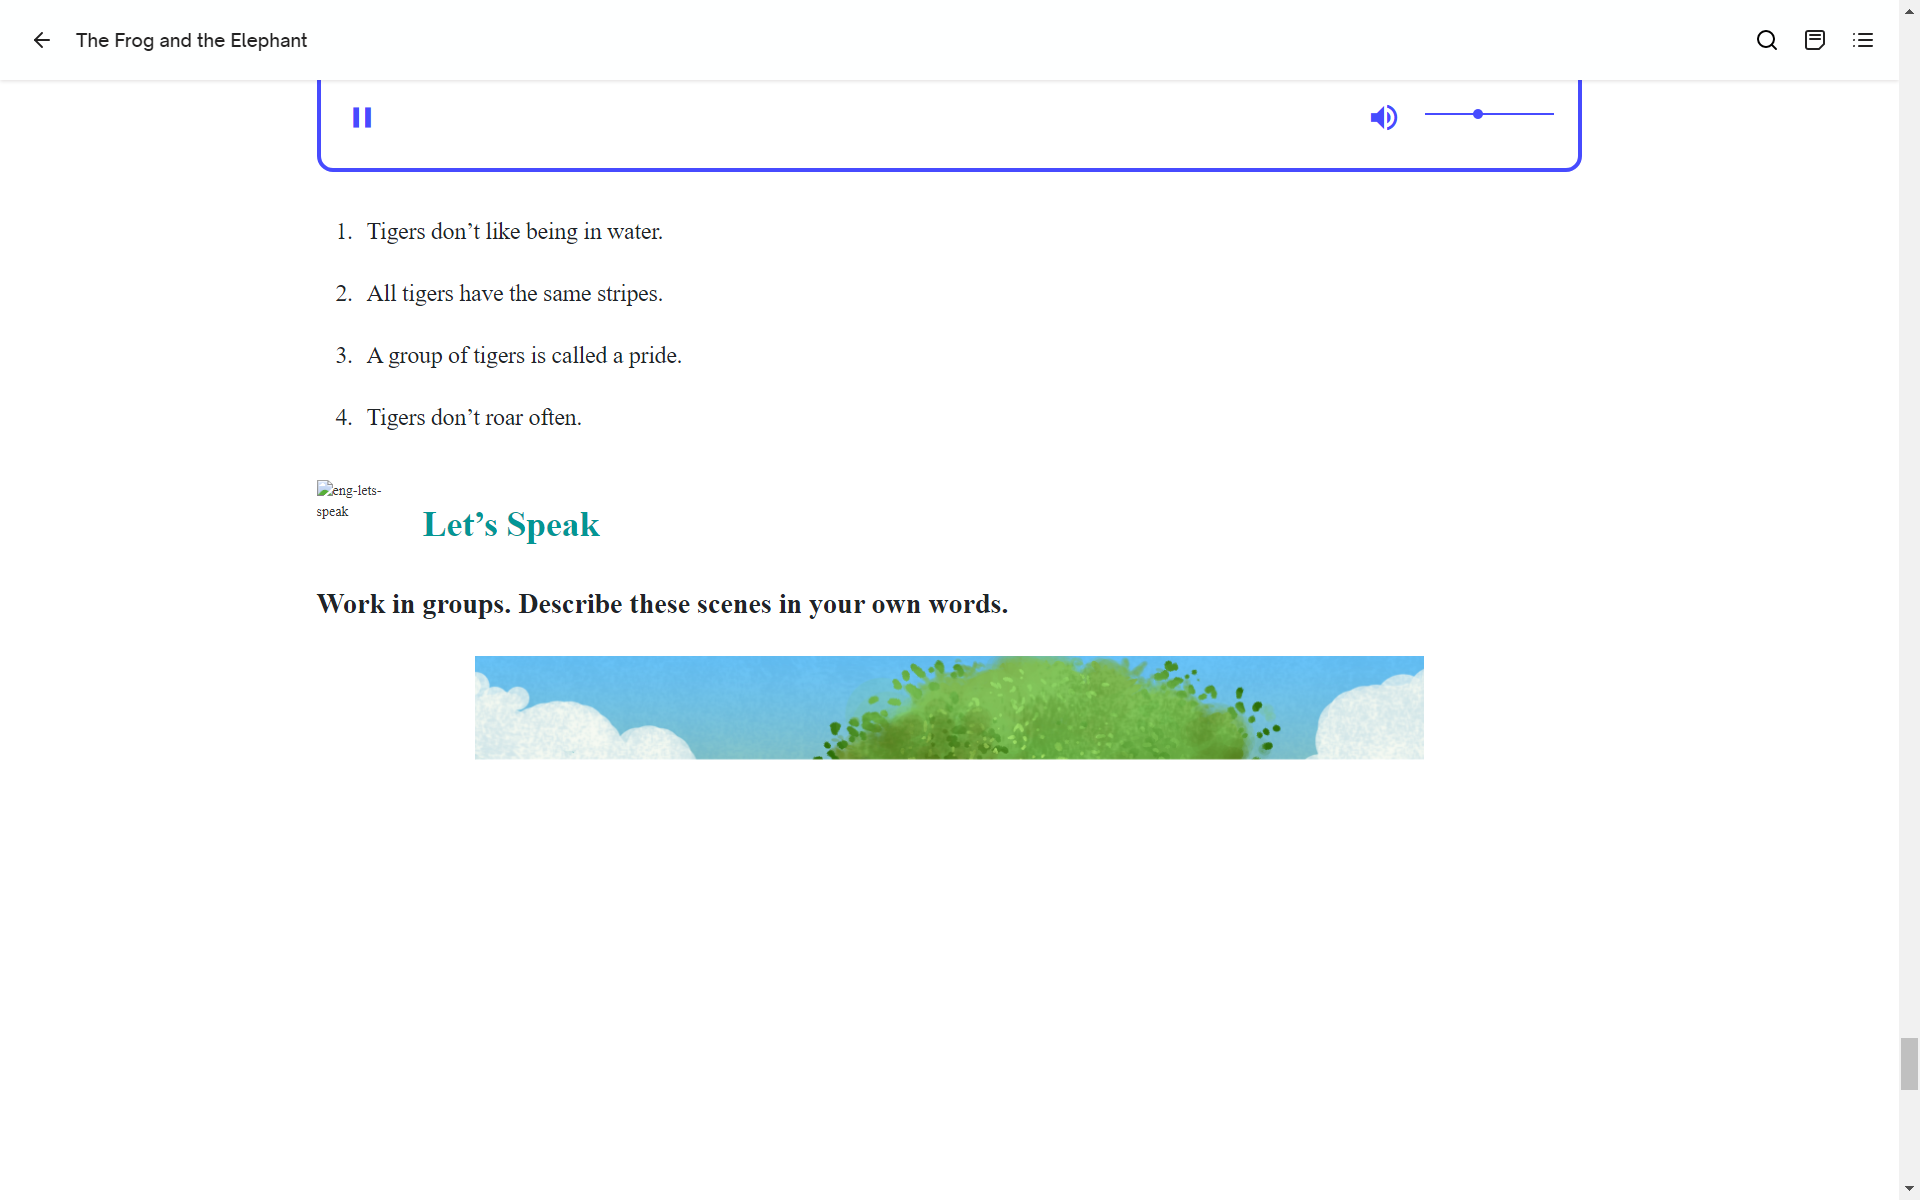 The Frog and the Elephant
1. Tigers don’t like being in water.
2. All tigers have the same stripes.
3. A group of tigers is called a pride.
4. Tigers don’t roar often.
eng-lets-
speak
Let’s Speak
Work in groups. Describe these scenes in your own words.